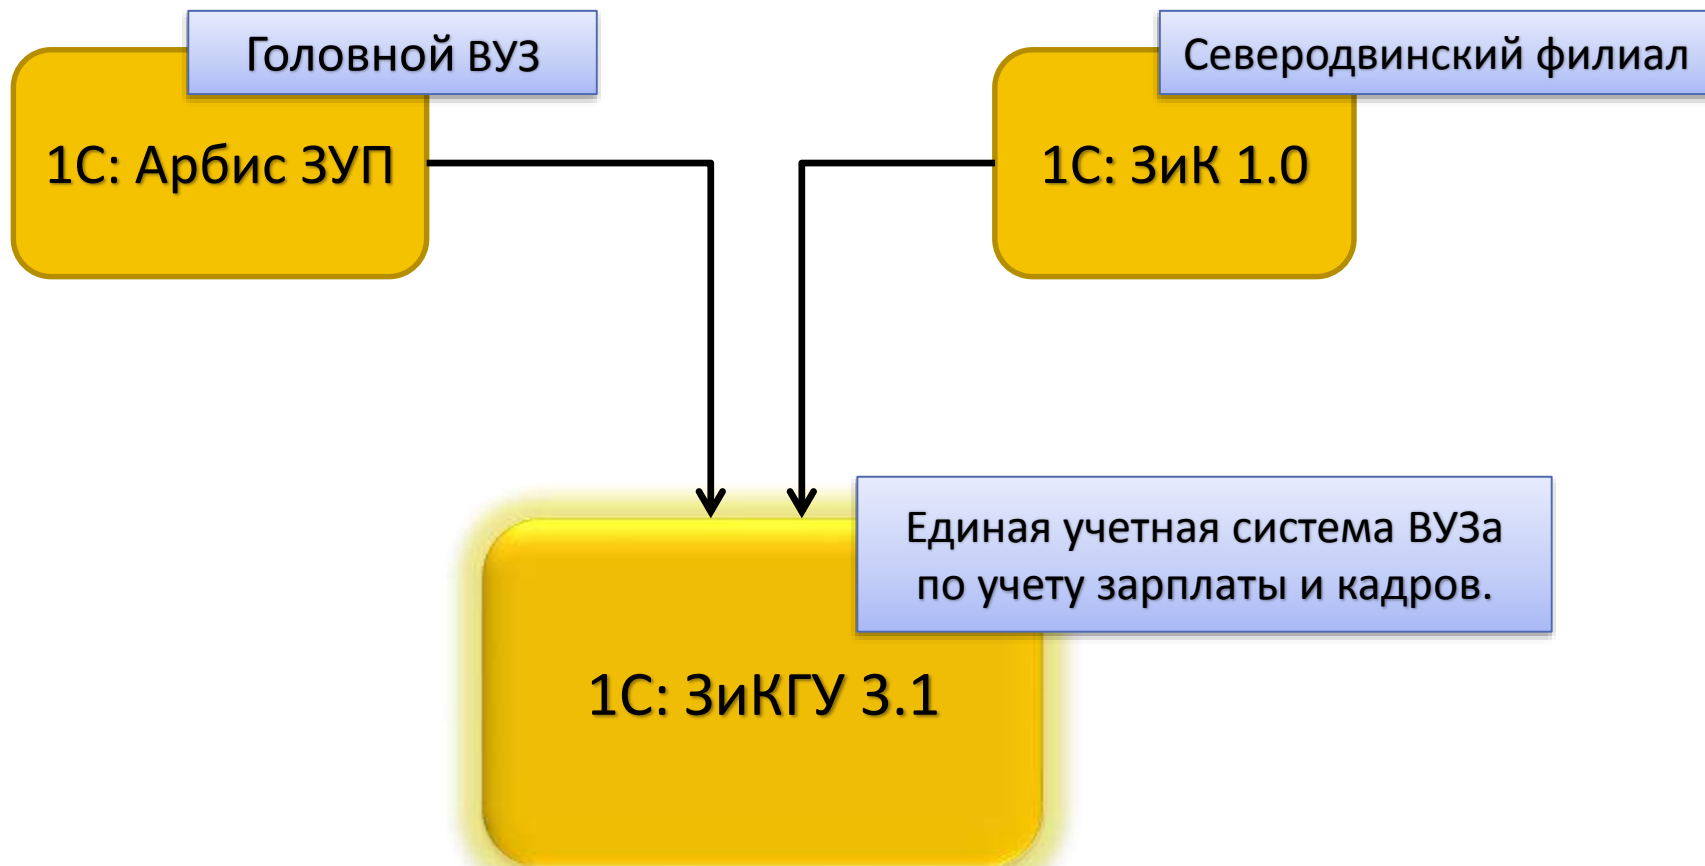 Головной ВУЗ
1С: Арбис ЗУП
Северодвинский филиал
1С: ЗиК 1.0
Единая учетная система ВУЗа
по учету зарплаты и кадров.
1С: ЗиКГУ 3.1